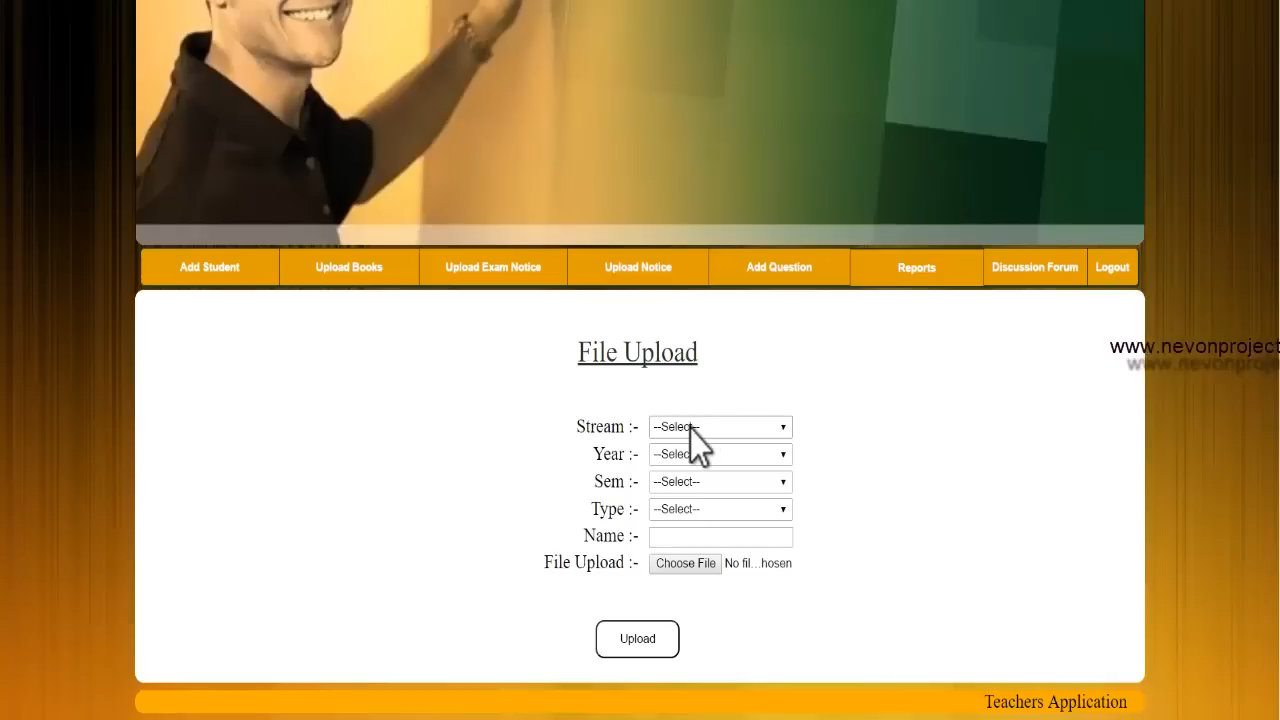 Add Student Upload Books Upload Exam Notice Upload Notice Add Question Reports Discussion Forum Logout
File Upload
www.nevonproject
Stream :- --Select--
Year :- --Select--
Sem :- --Select--
Type :- --Select--
Name :-
File Upload :- Choose File No fil...hosen
Upload
Teachers Application